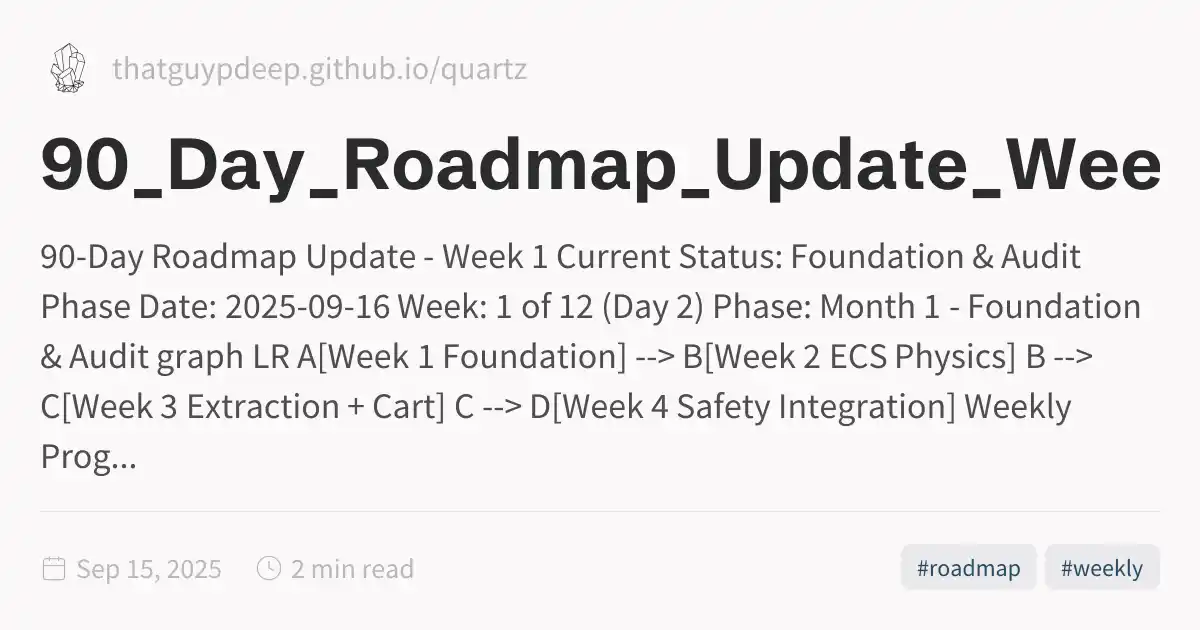 thatguypdeep.github.io/quartz
90_Day_Roadmap_Update_Wee
90-Day Roadmap Update - Week 1 Current Status: Foundation & Audit
Phase Date: 2025-09-16 Week: 1 of 12 (Day 2) Phase: Month 1 - Foundation
& Audit graph LR A[Week 1 Foundation] --> B[Week 2 ECS Physics] B -->
C[Week 3 Extraction + Cart] C --> D[Week 4 Safety Integration] Weekly
Prog...
Sep 15, 2025 2 min read #roadmap #weekly